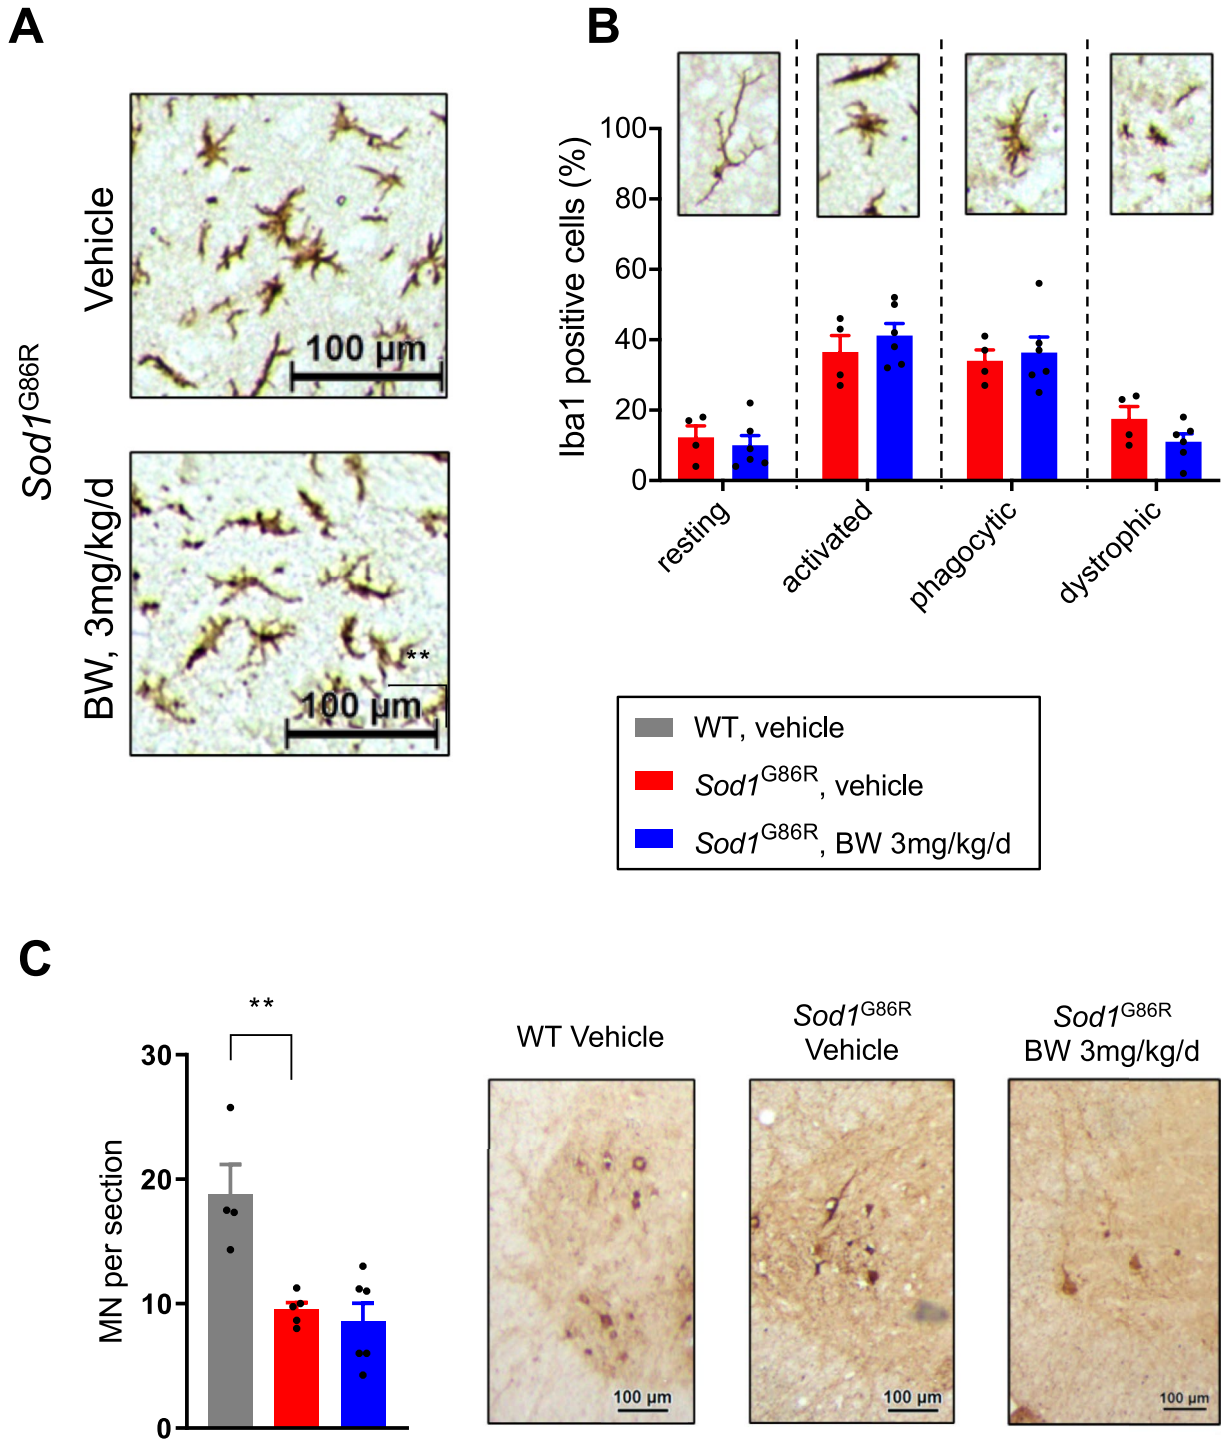 A
Sod1G86R
Vehicle
100 µm
BW, 3mg/kg/d
**
100 µm
B
Iba1 positive cells (%)
100
80
60
40
20
0
resting
activated
phagocytic
dystrophic
WT, vehicle
Sod1G86R, vehicle
Sod1G86R, BW 3mg/kg/d
C
**
MN per section
30
20
10
0
WT Vehicle
100 µm
Sod1G86R
Vehicle
100 µm
Sod1G86R
BW 3mg/kg/d
100 µm